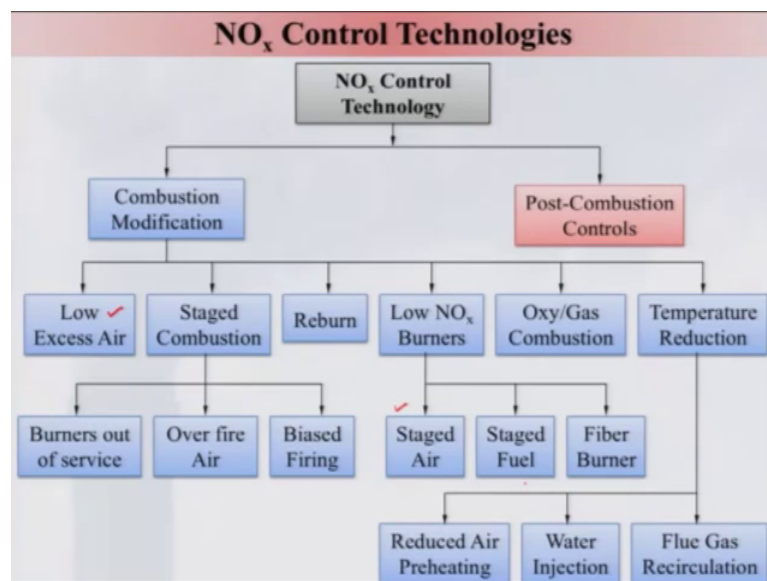 NOx Control Technologies
NOx Control
Technology
Combustion
Modification
Post-Combustion
Controls
Low
Excess Air
Staged
Combustion
Reburn
Low NOx
Burners
Oxy/Gas
Combustion
Temperature
Reduction
Burners out
of service
Over fire
Air
Biased
Firing
Staged
Air
Staged
Fuel
Fiber
Burner
Reduced Air
Preheating
Water
Injection
Flue Gas
Recirculation